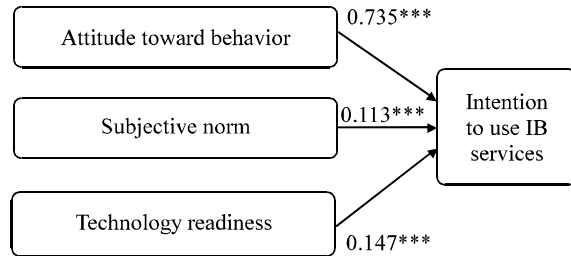 0.735***
Attitude toward behavior
Subjective norm
0.113***
Intention
to use IB
services
Technology readiness
0.147***